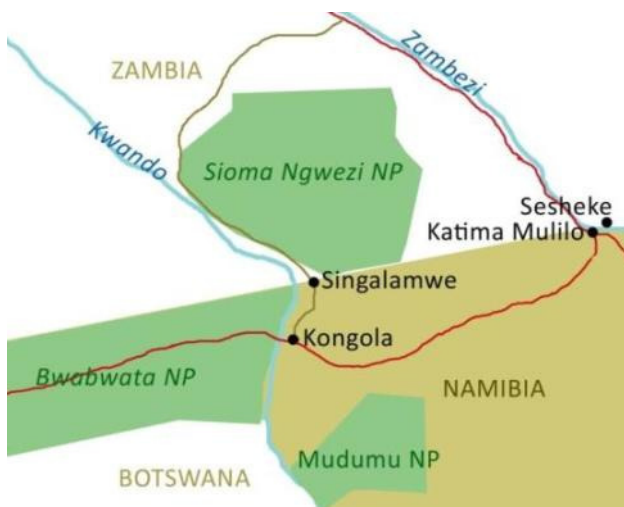 ZAMBIA
Zambezi
Kwando
Sioma Ngwezi NP
Sesheke
Katima Mulilo
Singalamwe
Kongola
Bwabwata NP
NAMIBIA
Mudumu NP
BOTSWANA